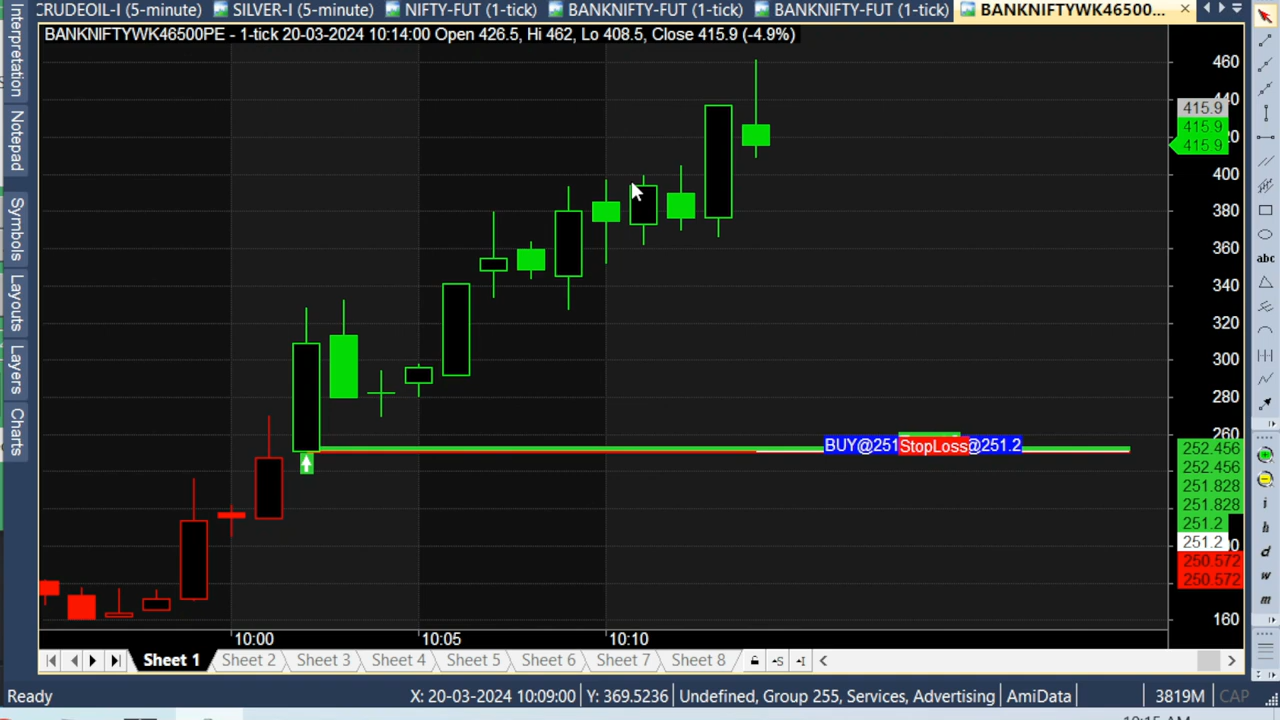 CRUDEOIL-I (5-minute) SILVER-I (5-minute) NIFTY-FUT (1-tick) BANKNIFTY-FUT (1-tick) BANKNIFTY-FUT (1-tick) BANKNIFTYWK46500...
BANKNIFTYWK46500PE - 1-tick 20-03-2024 10:14:00 Open 426.5, Hi 462, Lo 408.5, Close 415.9 (-4.9%)
Interpretation
Notepad
Symbols
Layouts
Layers
Charts
460
415.9
415.9
415.9
400
380
360
340
320
300
280
260
BUY@251 StopLoss @251.2
252.456
252.456
251.828
251.828
251.2
251.2
250.572
250.572
160
abc
i
h
d
w
m
10:00 10:05 10:10
Sheet 1 Sheet 2 Sheet 3 Sheet 4 Sheet 5 Sheet 6 Sheet 7 Sheet 8
Ready X: 20-03-2024 10:09:00 Y: 369.5236 Undefined, Group 255, Services, Advertising AmiData 3819M CAP